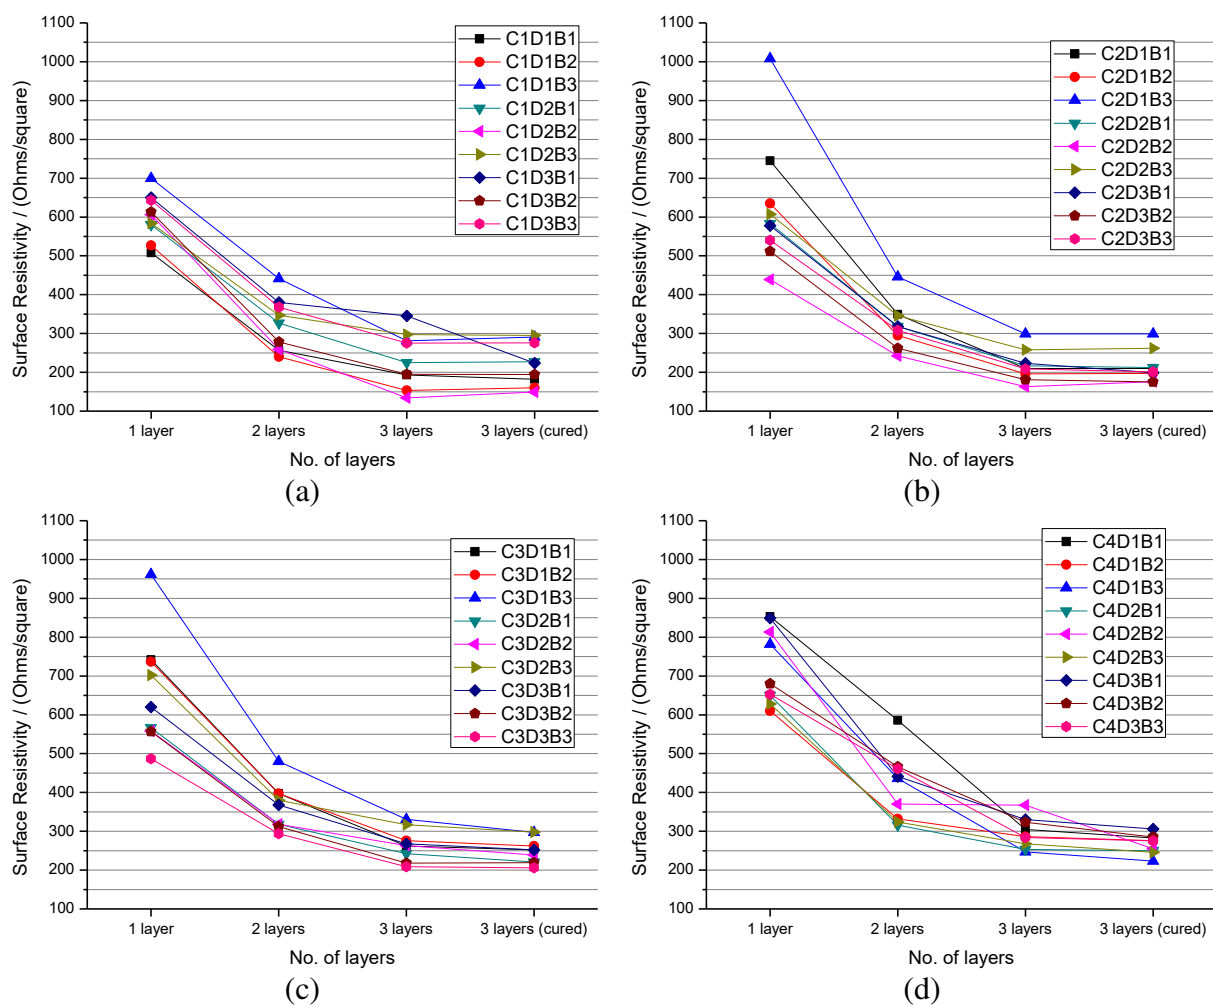 Surface Resistivity / (Ohms/square)
1100
1000
900
800
700
600
500
400
300
200
100
C1D1B1
C1D1B2
C1D1B3
C1D2B1
C1D2B2
C1D2B3
C1D3B1
C1D3B2
C1D3B3
1 layer 2 layers 3 layers 3 layers (cured)
No. of layers
(a)
Surface Resistivity / (Ohms/square)
1100
1000
900
800
700
600
500
400
300
200
100
C2D1B1
C2D1B2
C2D1B3
C2D2B1
C2D2B2
C2D2B3
C2D3B1
C2D3B2
C2D3B3
1 layer 2 layers 3 layers 3 layers (cured)
No. of layers
(b)
Surface Resistivity / (Ohms/square)
1100
1000
900
800
700
600
500
400
300
200
100
C3D1B1
C3D1B2
C3D1B3
C3D2B1
C3D2B2
C3D2B3
C3D3B1
C3D3B2
C3D3B3
1 layer 2 layers 3 layers 3 layers (cured)
No. of layers
(c)
Surface Resistivity / (Ohms/square)
1100
1000
900
800
700
600
500
400
300
200
100
C4D1B1
C4D1B2
C4D1B3
C4D2B1
C4D2B2
C4D2B3
C4D3B1
C4D3B2
C4D3B3
1 layer 2 layers 3 layers 3 layers (cured)
No. of layers
(d)